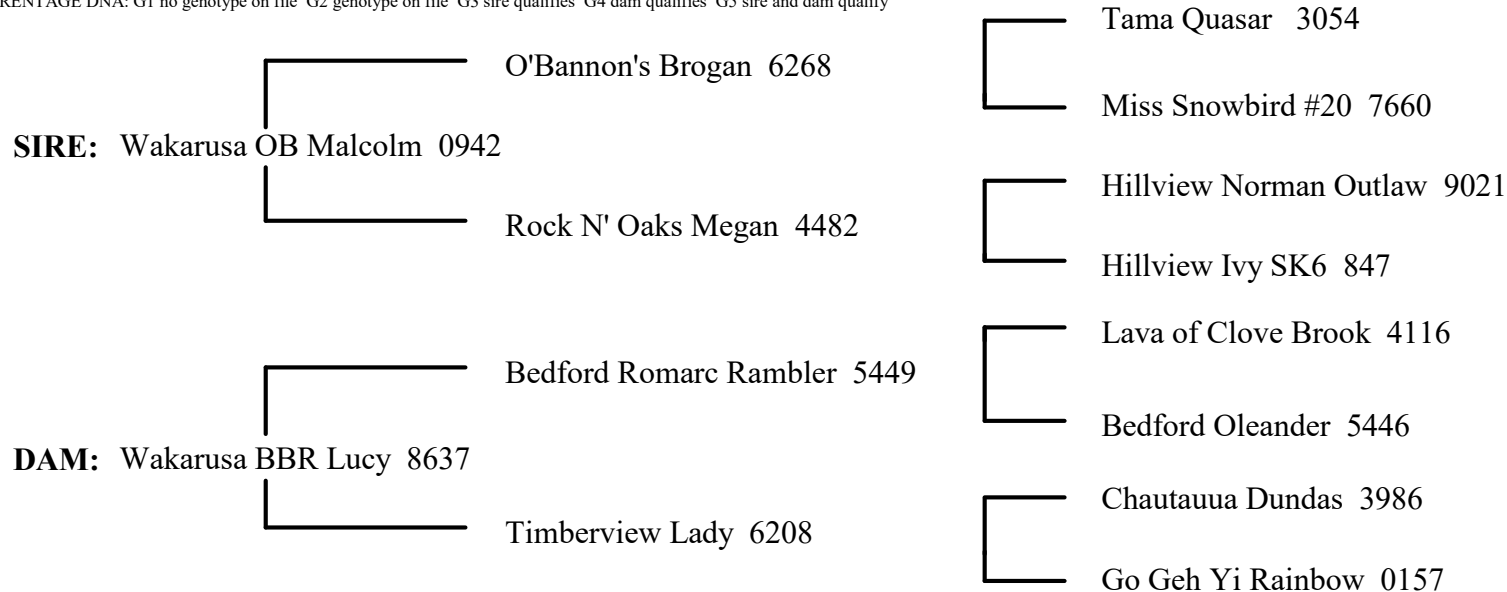 PARENTAGE DNA: G1 no genotype on file G2 genotype on file G3 sire qualifies G4 dam qualifies G5 sire and dam qualify
Tama Quasar 3054
O'Bannon's Brogan 6268
Miss Snowbird #20 7660
SIRE: Wakarusa OB Malcolm 0942
Hillview Norman Outlaw 9021
Rock N' Oaks Megan 4482
Hillview Ivy SK6 847
Lava of Clove Brook 4116
Bedford Romarc Rambler 5449
Bedford Oleander 5446
DAM: Wakarusa BBR Lucy 8637
Chautauua Dundas 3986
Timberview Lady 6208
Go Geh Yi Rainbow 0157